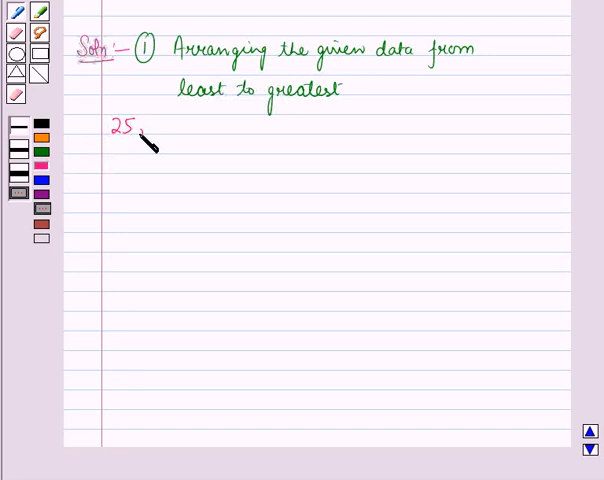 Soln:- ① Arranging the given data from
least to greatest
25,